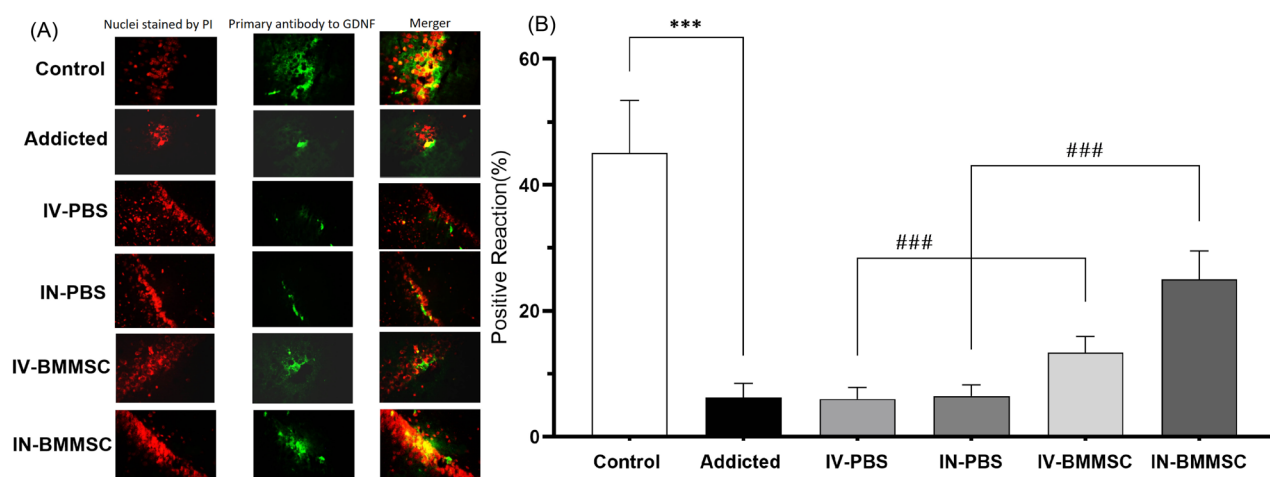 (A)
Nuclei stained by PI
Primary antibody to GDNF
Merger
Control
Addicted
IV-PBS
IN-PBS
IV-BMMSC
IN-BMMSC
(B)
Positive Reaction(%)
60
40
20
0
***
###
###
Control
Addicted
IV-PBS
IN-PBS
IV-BMMSC
IN-BMMSC